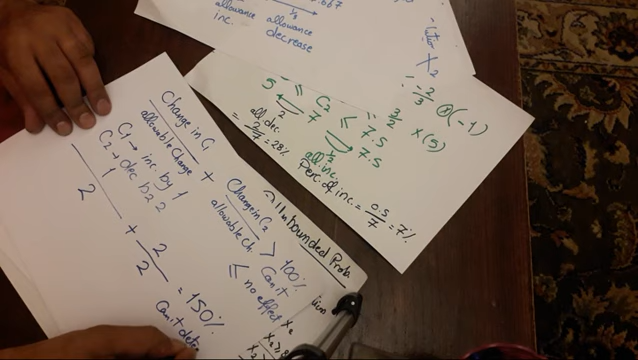 .667
1/3
allowance allowance
inc. decrease
X₂
-2/3 ⊕(-1)
3/2 ×(5)
≤ C₂ ≤
5 7 7.5
2
1/2
7.5
all. dec.
all. inc.
= 2/7 = 28%
Perc. of inc. = 0.5/7 = 7%
Change in C₁ / allowable change + Change in C₂ / allowable Ch. > 100%
Can't
≤ no effect
C₁ → inc. by 1
C₂ → dec. by 2
1/2 + 2/2 = 150%
Can't
Unbounded Prob.
X₂